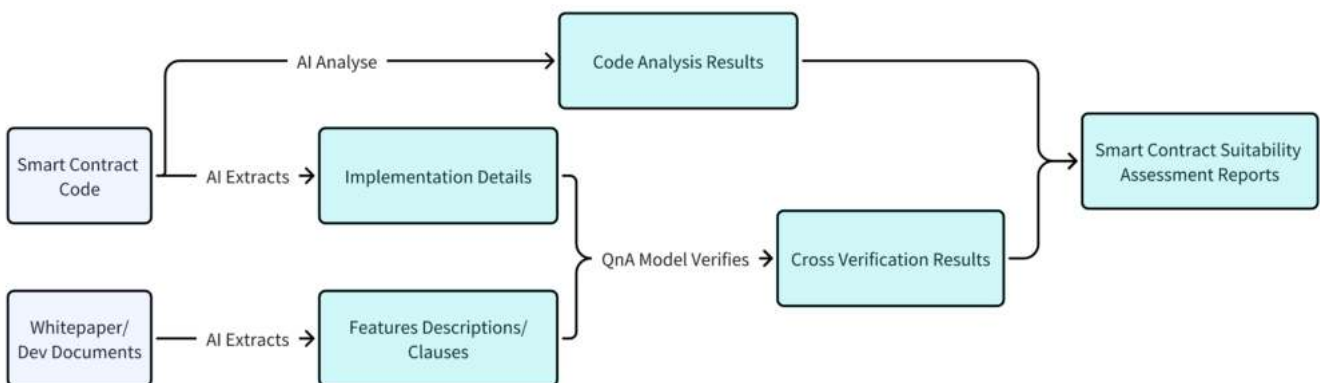 AI Analyse
Code Analysis Results
Smart Contract
Code
AI Extracts
Implementation Details
Smart Contract Suitability
Assessment Reports
QnA Model Verifies
Cross Verification Results
Whitepaper/
Dev Documents
AI Extracts
Features Descriptions/
Clauses